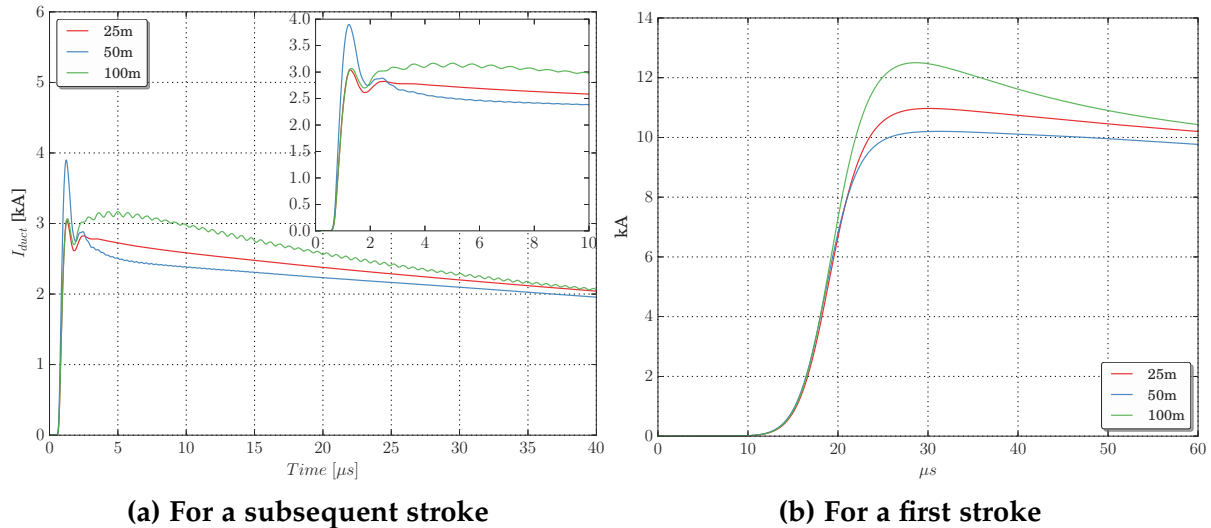 6
5
4
3
2
1
0
I_duct [kA]
25m
50m
100m
4.0
3.5
3.0
2.5
2.0
1.5
1.0
0.5
0.0
0 2 4 6 8 10
0 5 10 15 20 25 30 35 40
Time [μs]
(a) For a subsequent stroke
14
12
10
8
6
4
2
0
kA
25m
50m
100m
0 10 20 30 40 50 60
μs
(b) For a first stroke